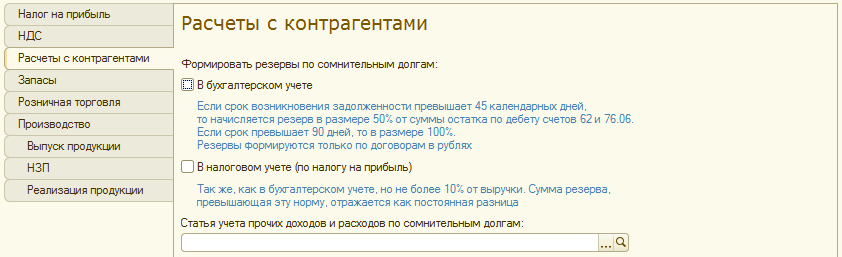 Налог на прибыль
НДС
Расчеты с контрагентами
Запасы
Розничная торговля
Производство
Выпуск продукции
НЗП
Реализация продукции
Расчеты с контрагентами
Формировать резервы по сомнительным долгам:
В бухгалтерском учете
Если срок возникновения задолженности превышает 45 календарных дней,
то начисляется резерв в размере 50% от суммы остатка по дебету счетов 62 и 76.06.
Если срок превышает 90 дней, то в размере 100%.
Резервы формируются только по договорам в рублях
В налоговом учете (по налогу на прибыль)
Так же, как в бухгалтерском учете, но не более 10% от выручки. Сумма резерва,
превышающая эту норму, отражается как постоянная разница
Статья учета прочих доходов и расходов по сомнительным долгам:
...